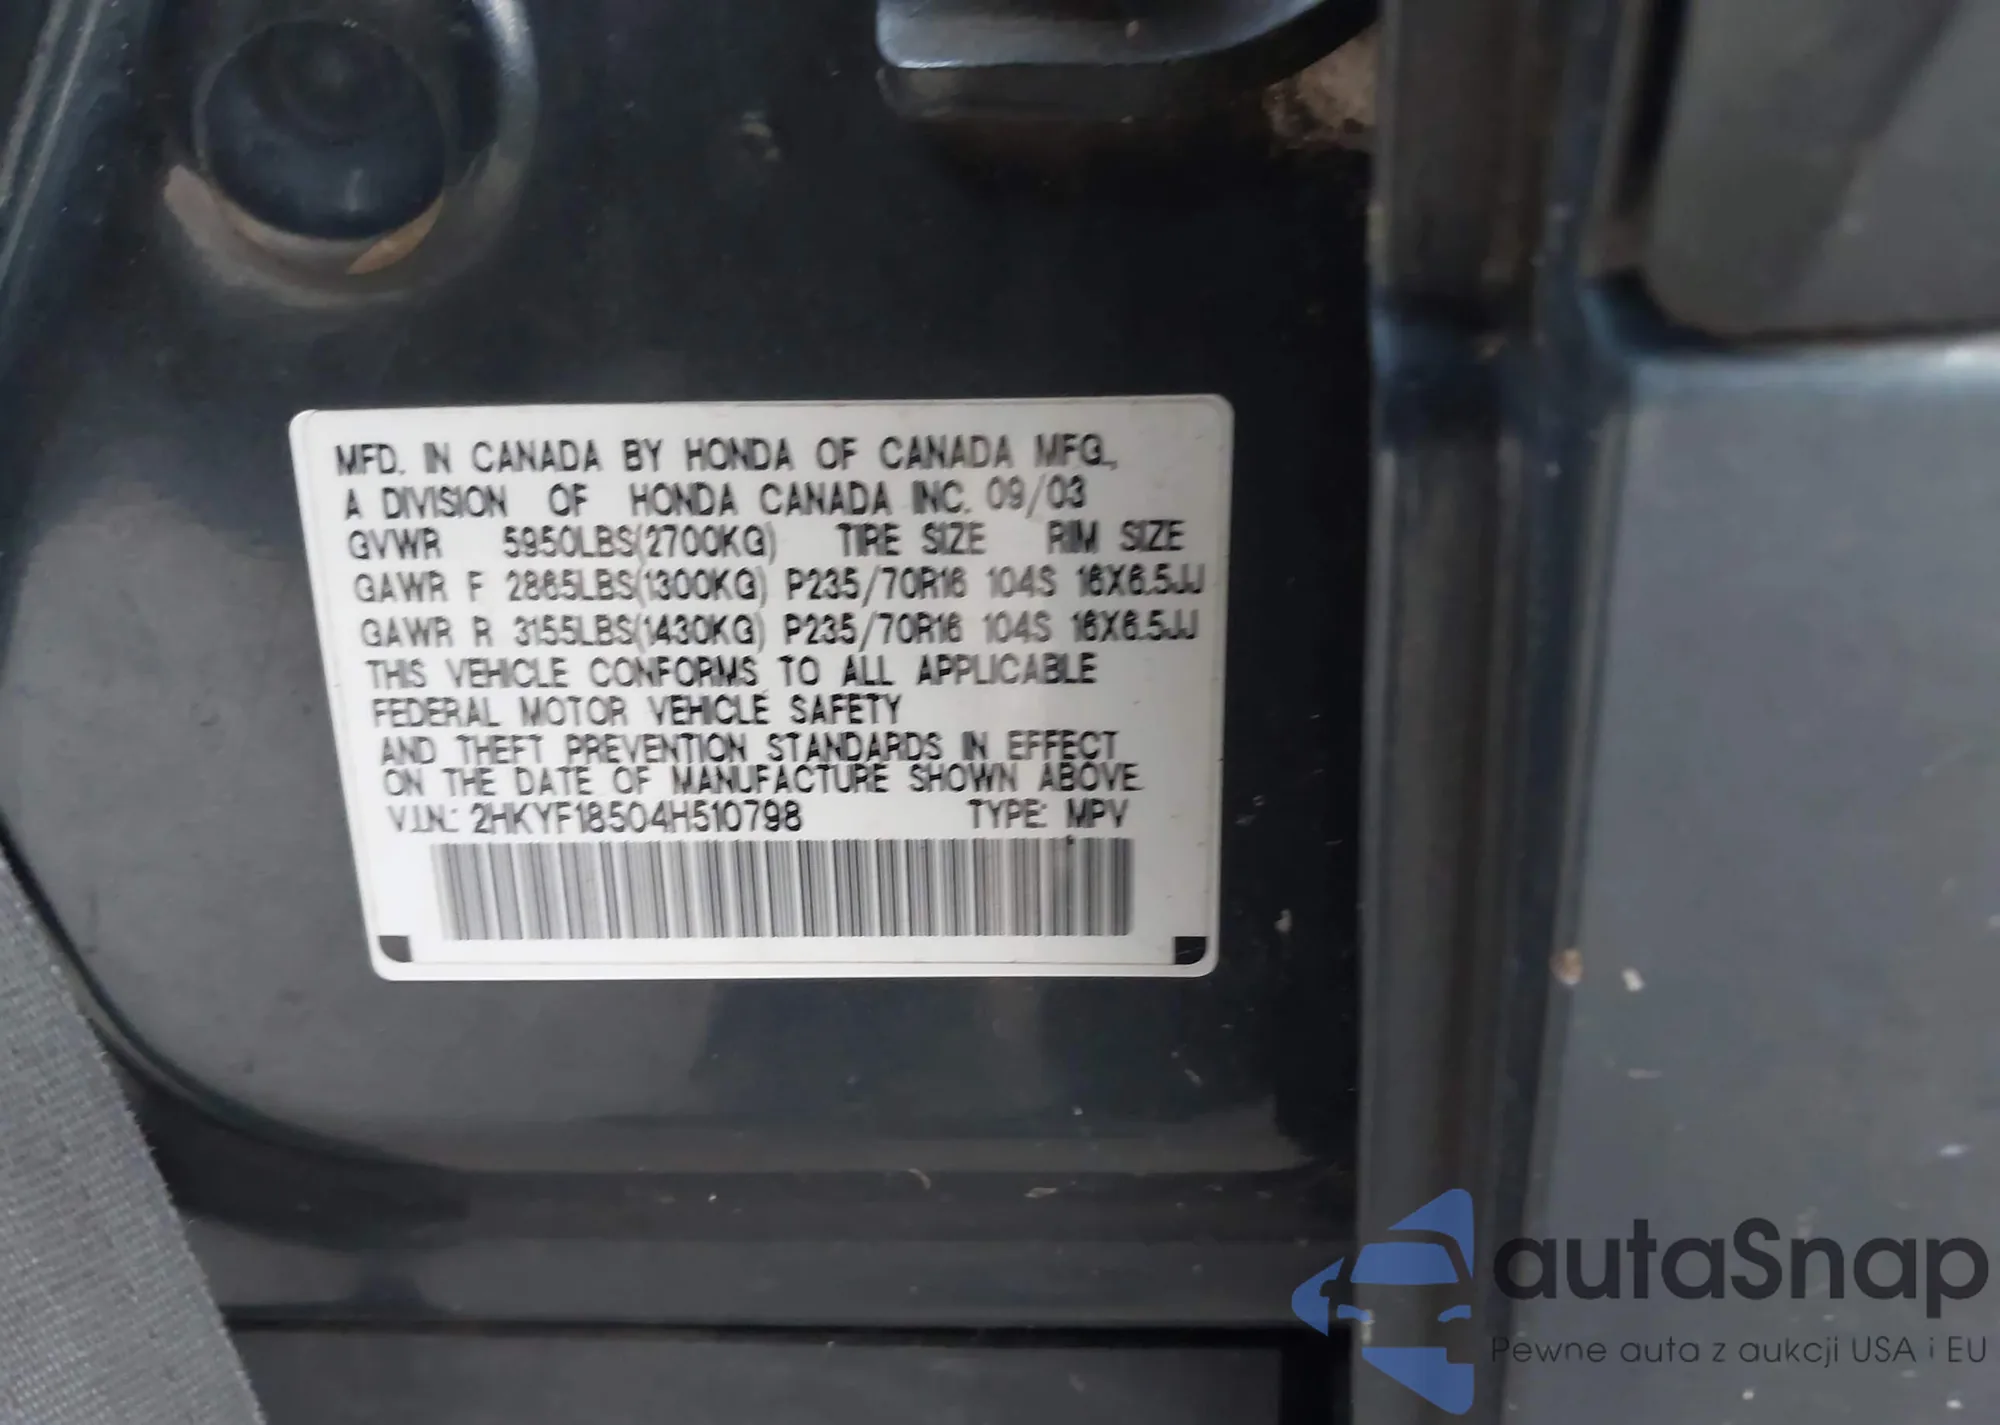 MFD. IN CANADA BY HONDA OF CANADA MFG.,
A DIVISION OF HONDA CANADA INC. 09/03
GVWR 5950LBS(2700KG) TIRE SIZE RIM SIZE
GAWR F 2865LBS(1300KG) P235/70R16 104S 16X6.5JJ
GAWR R 3155LBS(1430KG) P235/70R16 104S 16X6.5JJ
THIS VEHICLE CONFORMS TO ALL APPLICABLE
FEDERAL MOTOR VEHICLE SAFETY
AND THEFT PREVENTION STANDARDS IN EFFECT
ON THE DATE OF MANUFACTURE SHOWN ABOVE.
V.I.N.: 2HKYF18504H510798 TYPE: MPV
autaSnap
Pewne auta z aukcji USA i EU